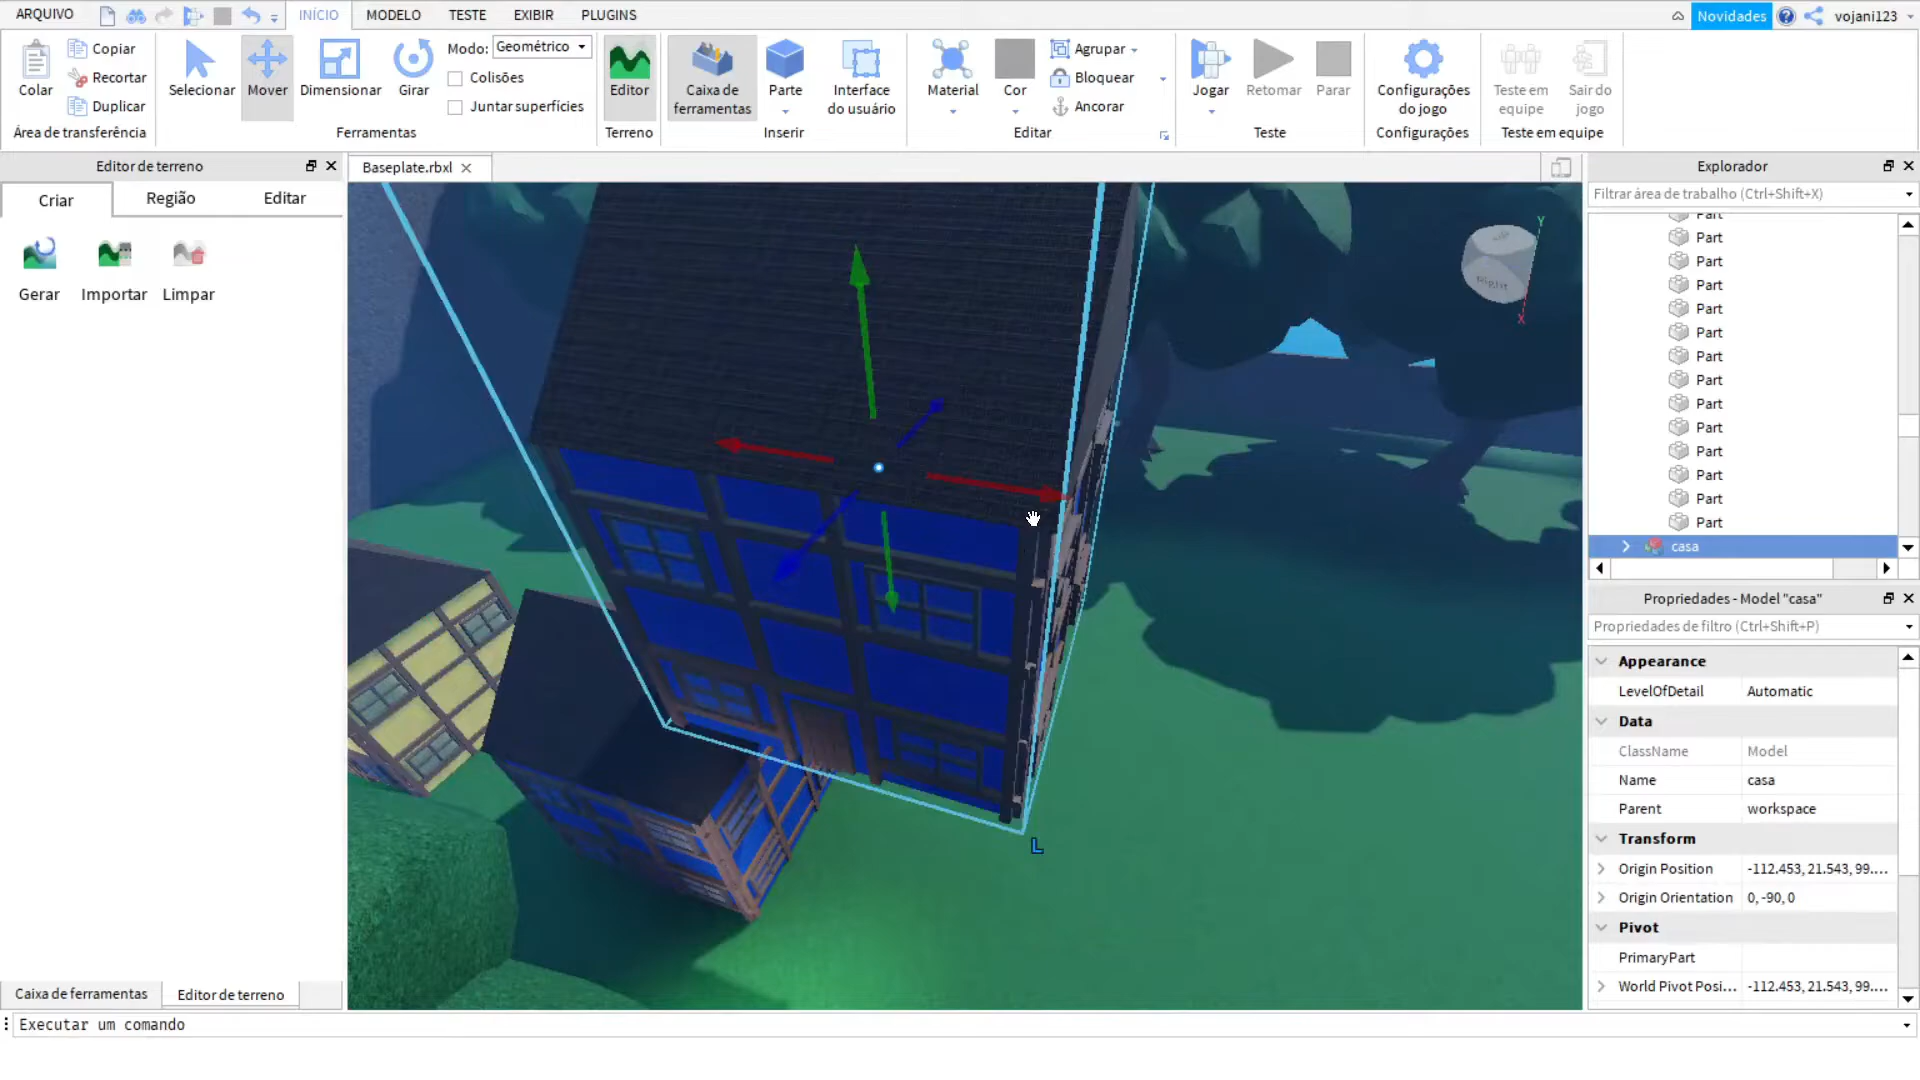 ARQUIVO INÍCIO MODELO TESTE EXIBIR PLUGINS Novidades vojani123
Colar Copiar Recortar Duplicar
Área de transferência
Selecionar Mover Dimensionar Girar
Modo: Geométrico
Colisões
Juntar superfícies
Ferramentas
Editor
Terreno
Caixa de ferramentas Parte Interface do usuário
Inserir
Material Cor Agrupar Bloquear Ancorar
Editar
Jogar Retomar Parar
Teste
Configurações do jogo
Configurações
Teste em equipe Sair do jogo
Teste em equipe
Editor de terreno
Criar Região Editar
Gerar Importar Limpar
Baseplate.rbxl
Y
Right
X
L
Explorador
Filtrar área de trabalho (Ctrl+Shift+X)
Part
Part
Part
Part
Part
Part
Part
Part
Part
Part
Part
Part
Part
Part
casa
Propriedades - Model "casa"
Propriedades de filtro (Ctrl+Shift+P)
Appearance
LevelOfDetail Automatic
Data
ClassName Model
Name casa
Parent workspace
Transform
Origin Position -112.453, 21.543, 99....
Origin Orientation 0, -90, 0
Pivot
PrimaryPart
World Pivot Posi... -112.453, 21.543, 99....
Caixa de ferramentas Editor de terreno
Executar um comando